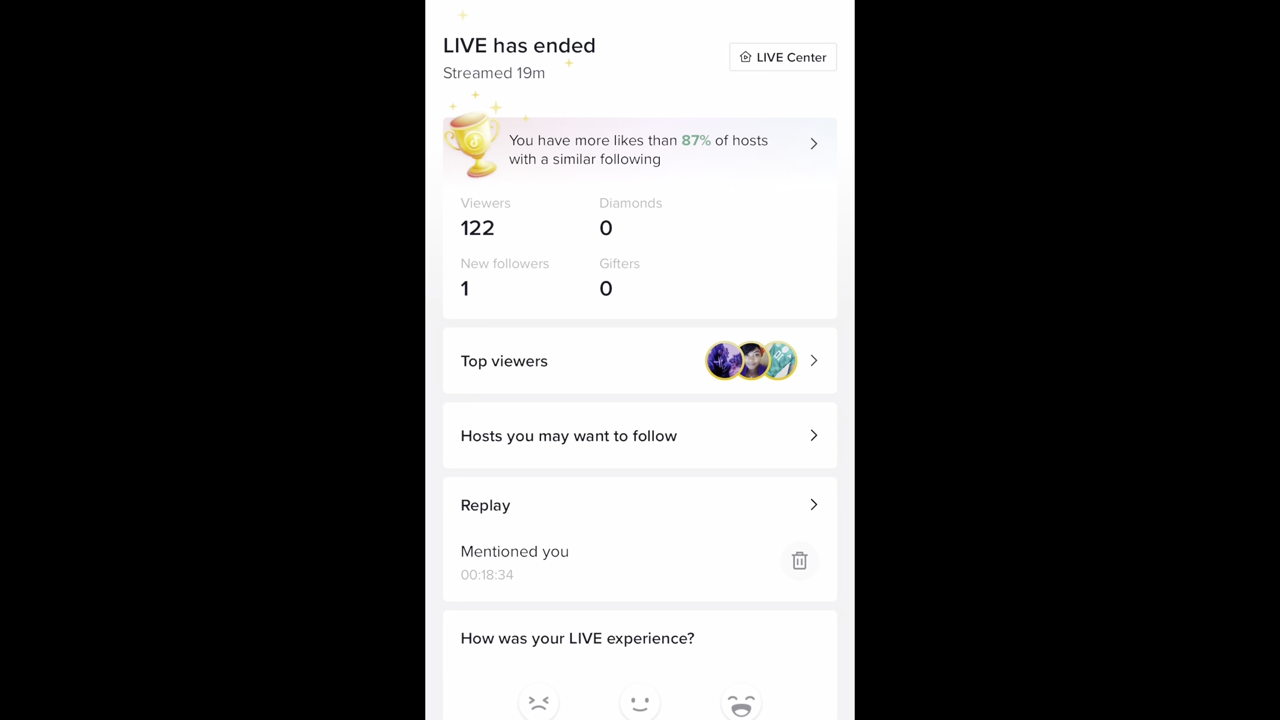 LIVE has ended
LIVE Center
Streamed 19m
You have more likes than 87% of hosts
with a similar following
Viewers
Diamonds
122
0
New followers
Gifters
1
0
Top viewers
Hosts you may want to follow
Replay
Mentioned you
00:18:34
How was your LIVE experience?